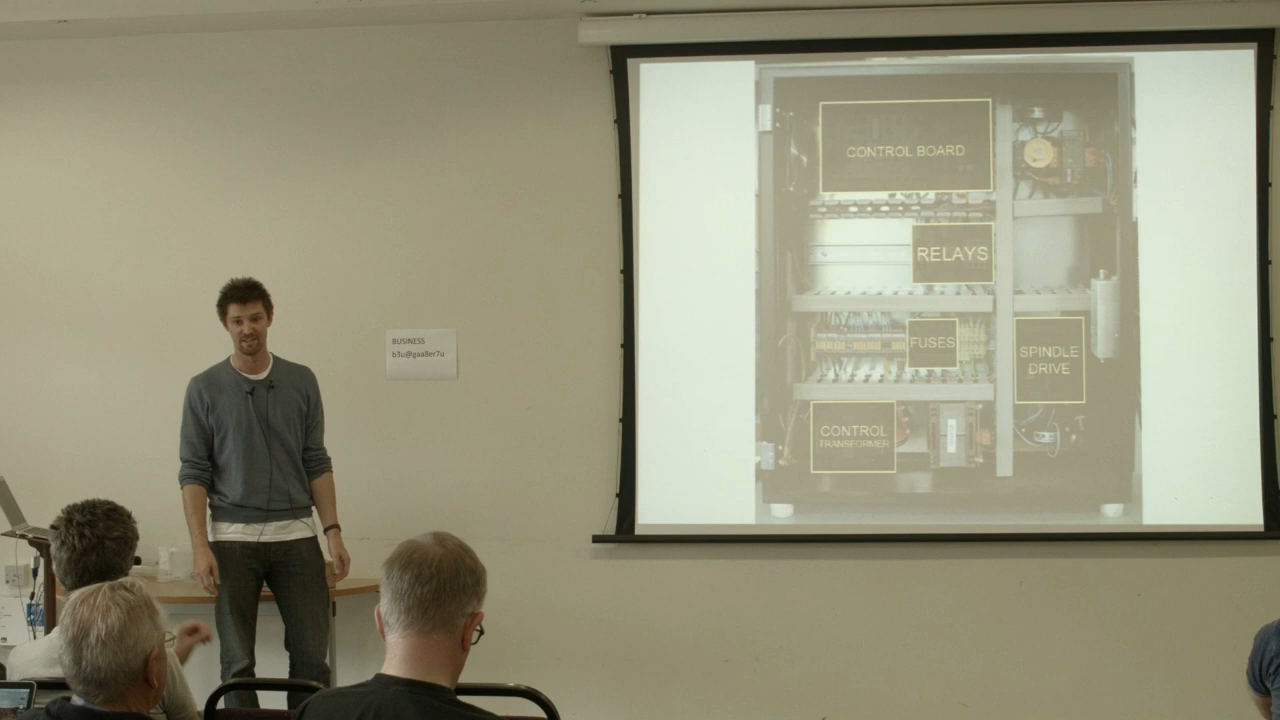 BUSINESS
b3u@gaa8er7u
CONTROL BOARD
RELAYS
FUSES
SPINDLE
DRIVE
CONTROL
TRANSFORMER